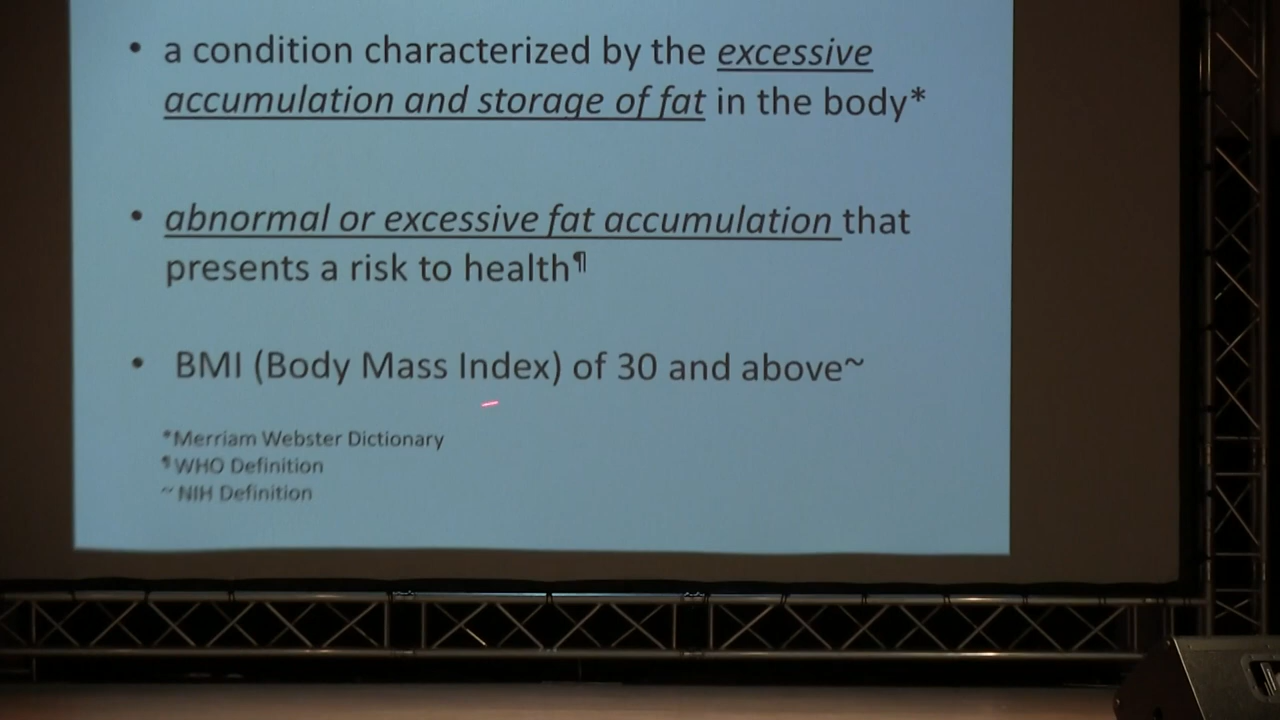 • a condition characterized by the excessive
accumulation and storage of fat in the body*
• abnormal or excessive fat accumulation that
presents a risk to health¶
• BMI (Body Mass Index) of 30 and above~
*Merriam Webster Dictionary
¶ WHO Definition
~ NIH Definition